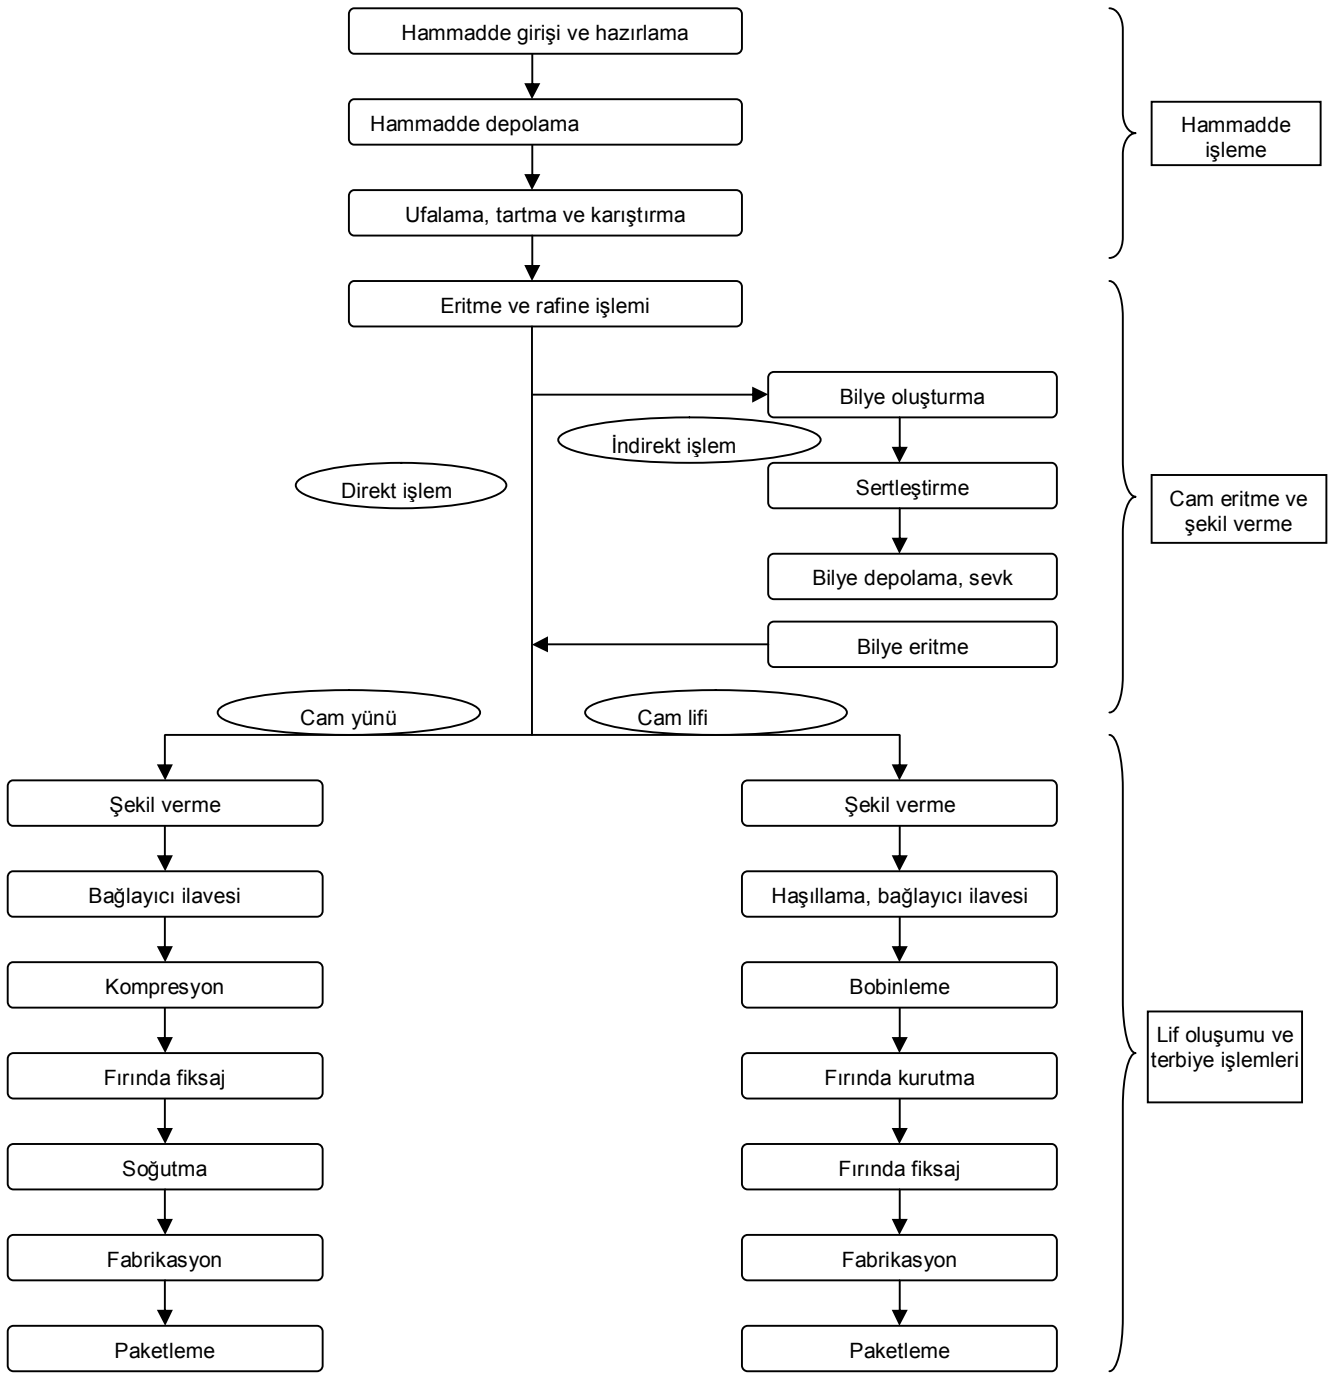 Hammadde girişi ve hazırlama
Hammadde depolama
Hammadde
işleme
Ufalama, tartma ve karıştırma
Eritme ve rafine işlemi
Bilye oluşturma
İndirekt işlem
Direkt işlem
Sertleştirme
Cam eritme ve
şekil verme
Bilye depolama, sevk
Bilye eritme
Cam yünü
Cam lifi
Şekil verme
Şekil verme
Bağlayıcı ilavesi
Haşıllama, bağlayıcı ilavesi
Kompresyon
Bobinleme
Lif oluşumu ve
terbiye işlemleri
Fırında fiksaj
Fırında kurutma
Soğutma
Fırında fiksaj
Fabrikasyon
Fabrikasyon
Paketleme
Paketleme